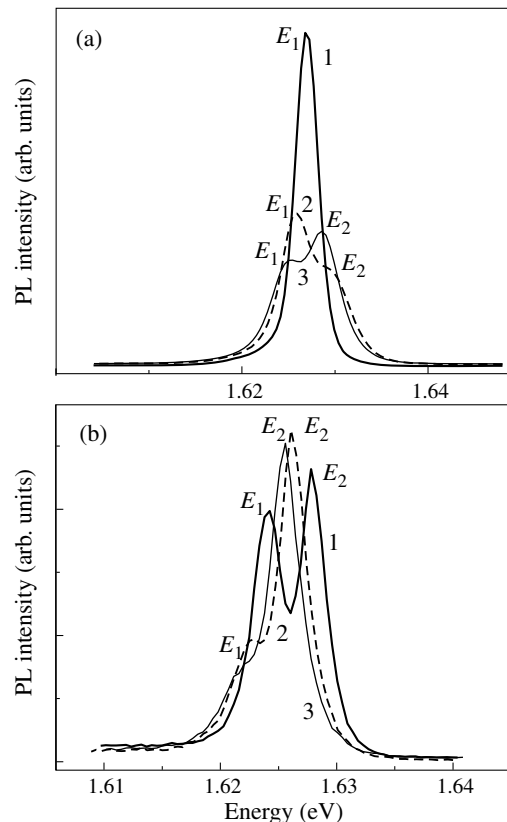 (a)
E1
1
E1
2
E2
E1
3
E2
PL intensity (arb. units)
1.62
1.64
(b)
E2
E2
E1
E2
1
E1
2
3
PL intensity (arb. units)
1.61
1.62
1.63
1.64
Energy (eV)